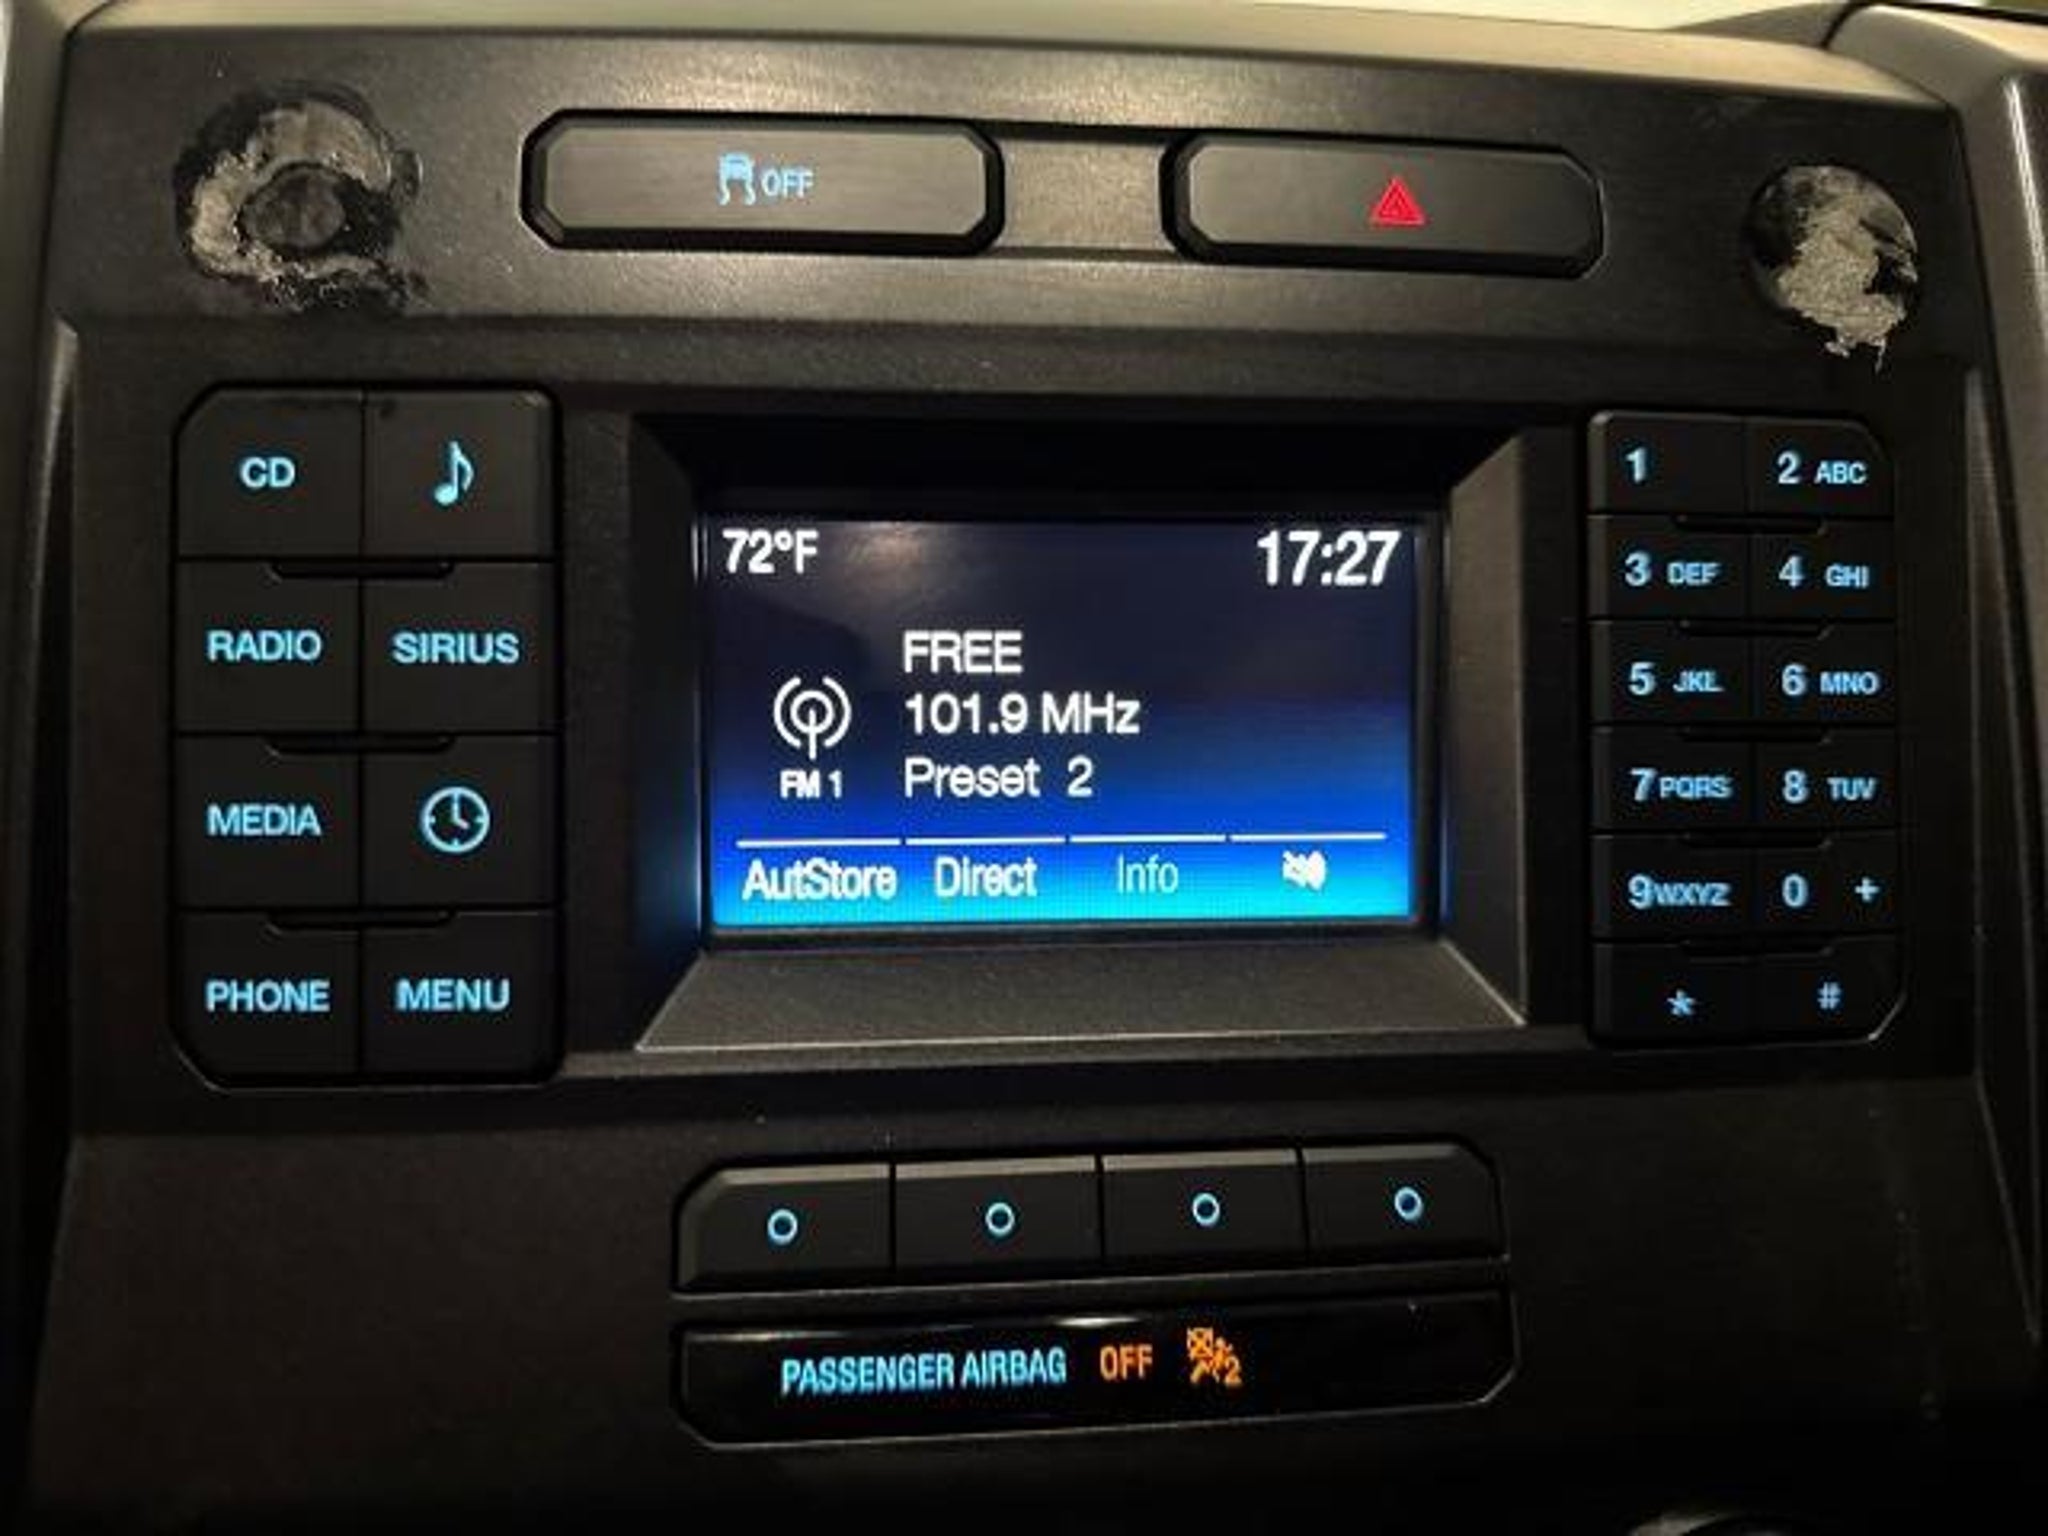 OFF
CD
RADIO SIRIUS
MEDIA
PHONE MENU
72°F 17:27
FREE
101.9 MHz
FM 1
Preset 2
AutStore Direct Info
1 2 ABC
3 DEF 4 GHI
5 JKL 6 MNO
7 PQRS 8 TUV
9 WXYZ 0 +
* #
PASSENGER AIRBAG OFF 2